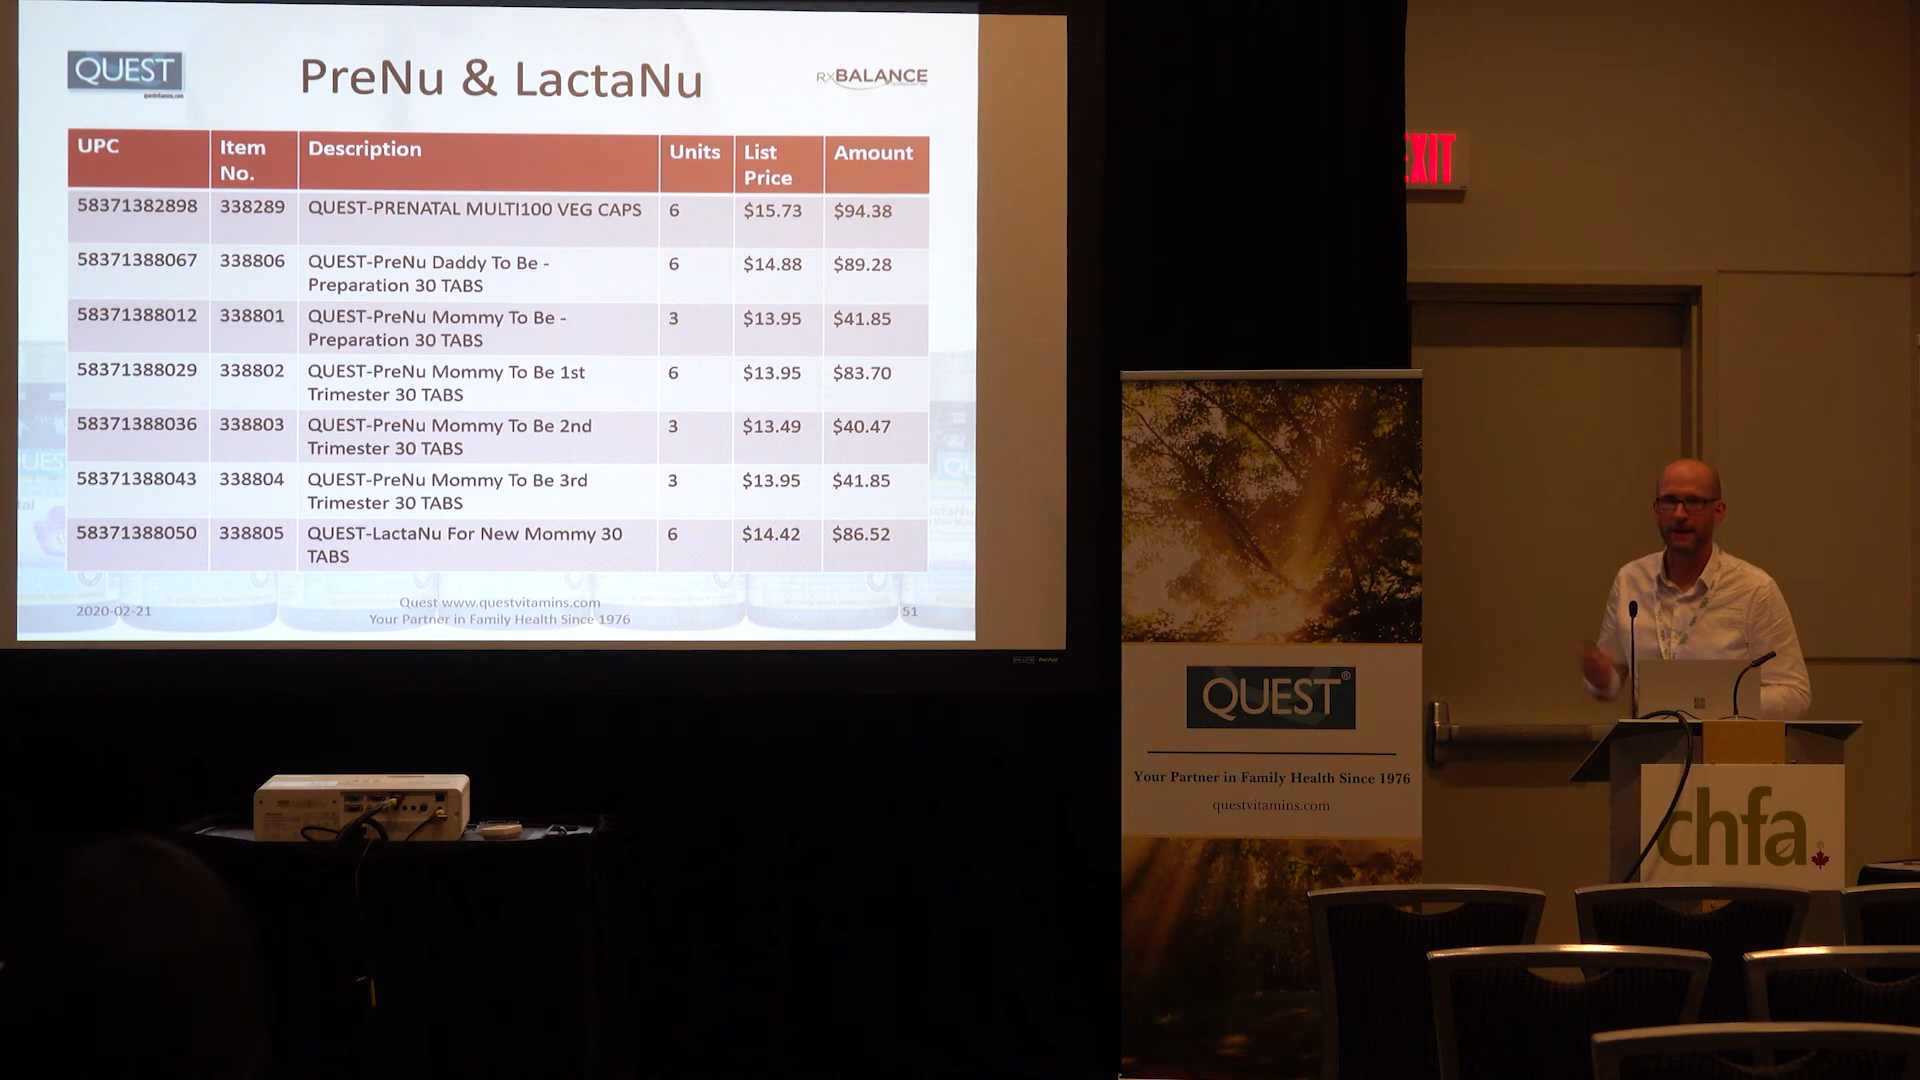 QUEST
questvitamins.com
PreNu & LactaNu
RXBALANCE
UPC Item No. Description Units List Price Amount
58371382898 338289 QUEST-PRENATAL MULTI100 VEG CAPS 6 $15.73 $94.38
58371388067 338806 QUEST-PreNu Daddy To Be - Preparation 30 TABS 6 $14.88 $89.28
58371388012 338801 QUEST-PreNu Mommy To Be - Preparation 30 TABS 3 $13.95 $41.85
58371388029 338802 QUEST-PreNu Mommy To Be 1st Trimester 30 TABS 6 $13.95 $83.70
58371388036 338803 QUEST-PreNu Mommy To Be 2nd Trimester 30 TABS 3 $13.49 $40.47
58371388043 338804 QUEST-PreNu Mommy To Be 3rd Trimester 30 TABS 3 $13.95 $41.85
58371388050 338805 QUEST-LactaNu For New Mommy 30 TABS 6 $14.42 $86.52
2020-02-21
Quest www.questvitamins.com
Your Partner in Family Health Since 1976
51
EXIT
QUEST®
Your Partner in Family Health Since 1976
questvitamins.com
chfa®